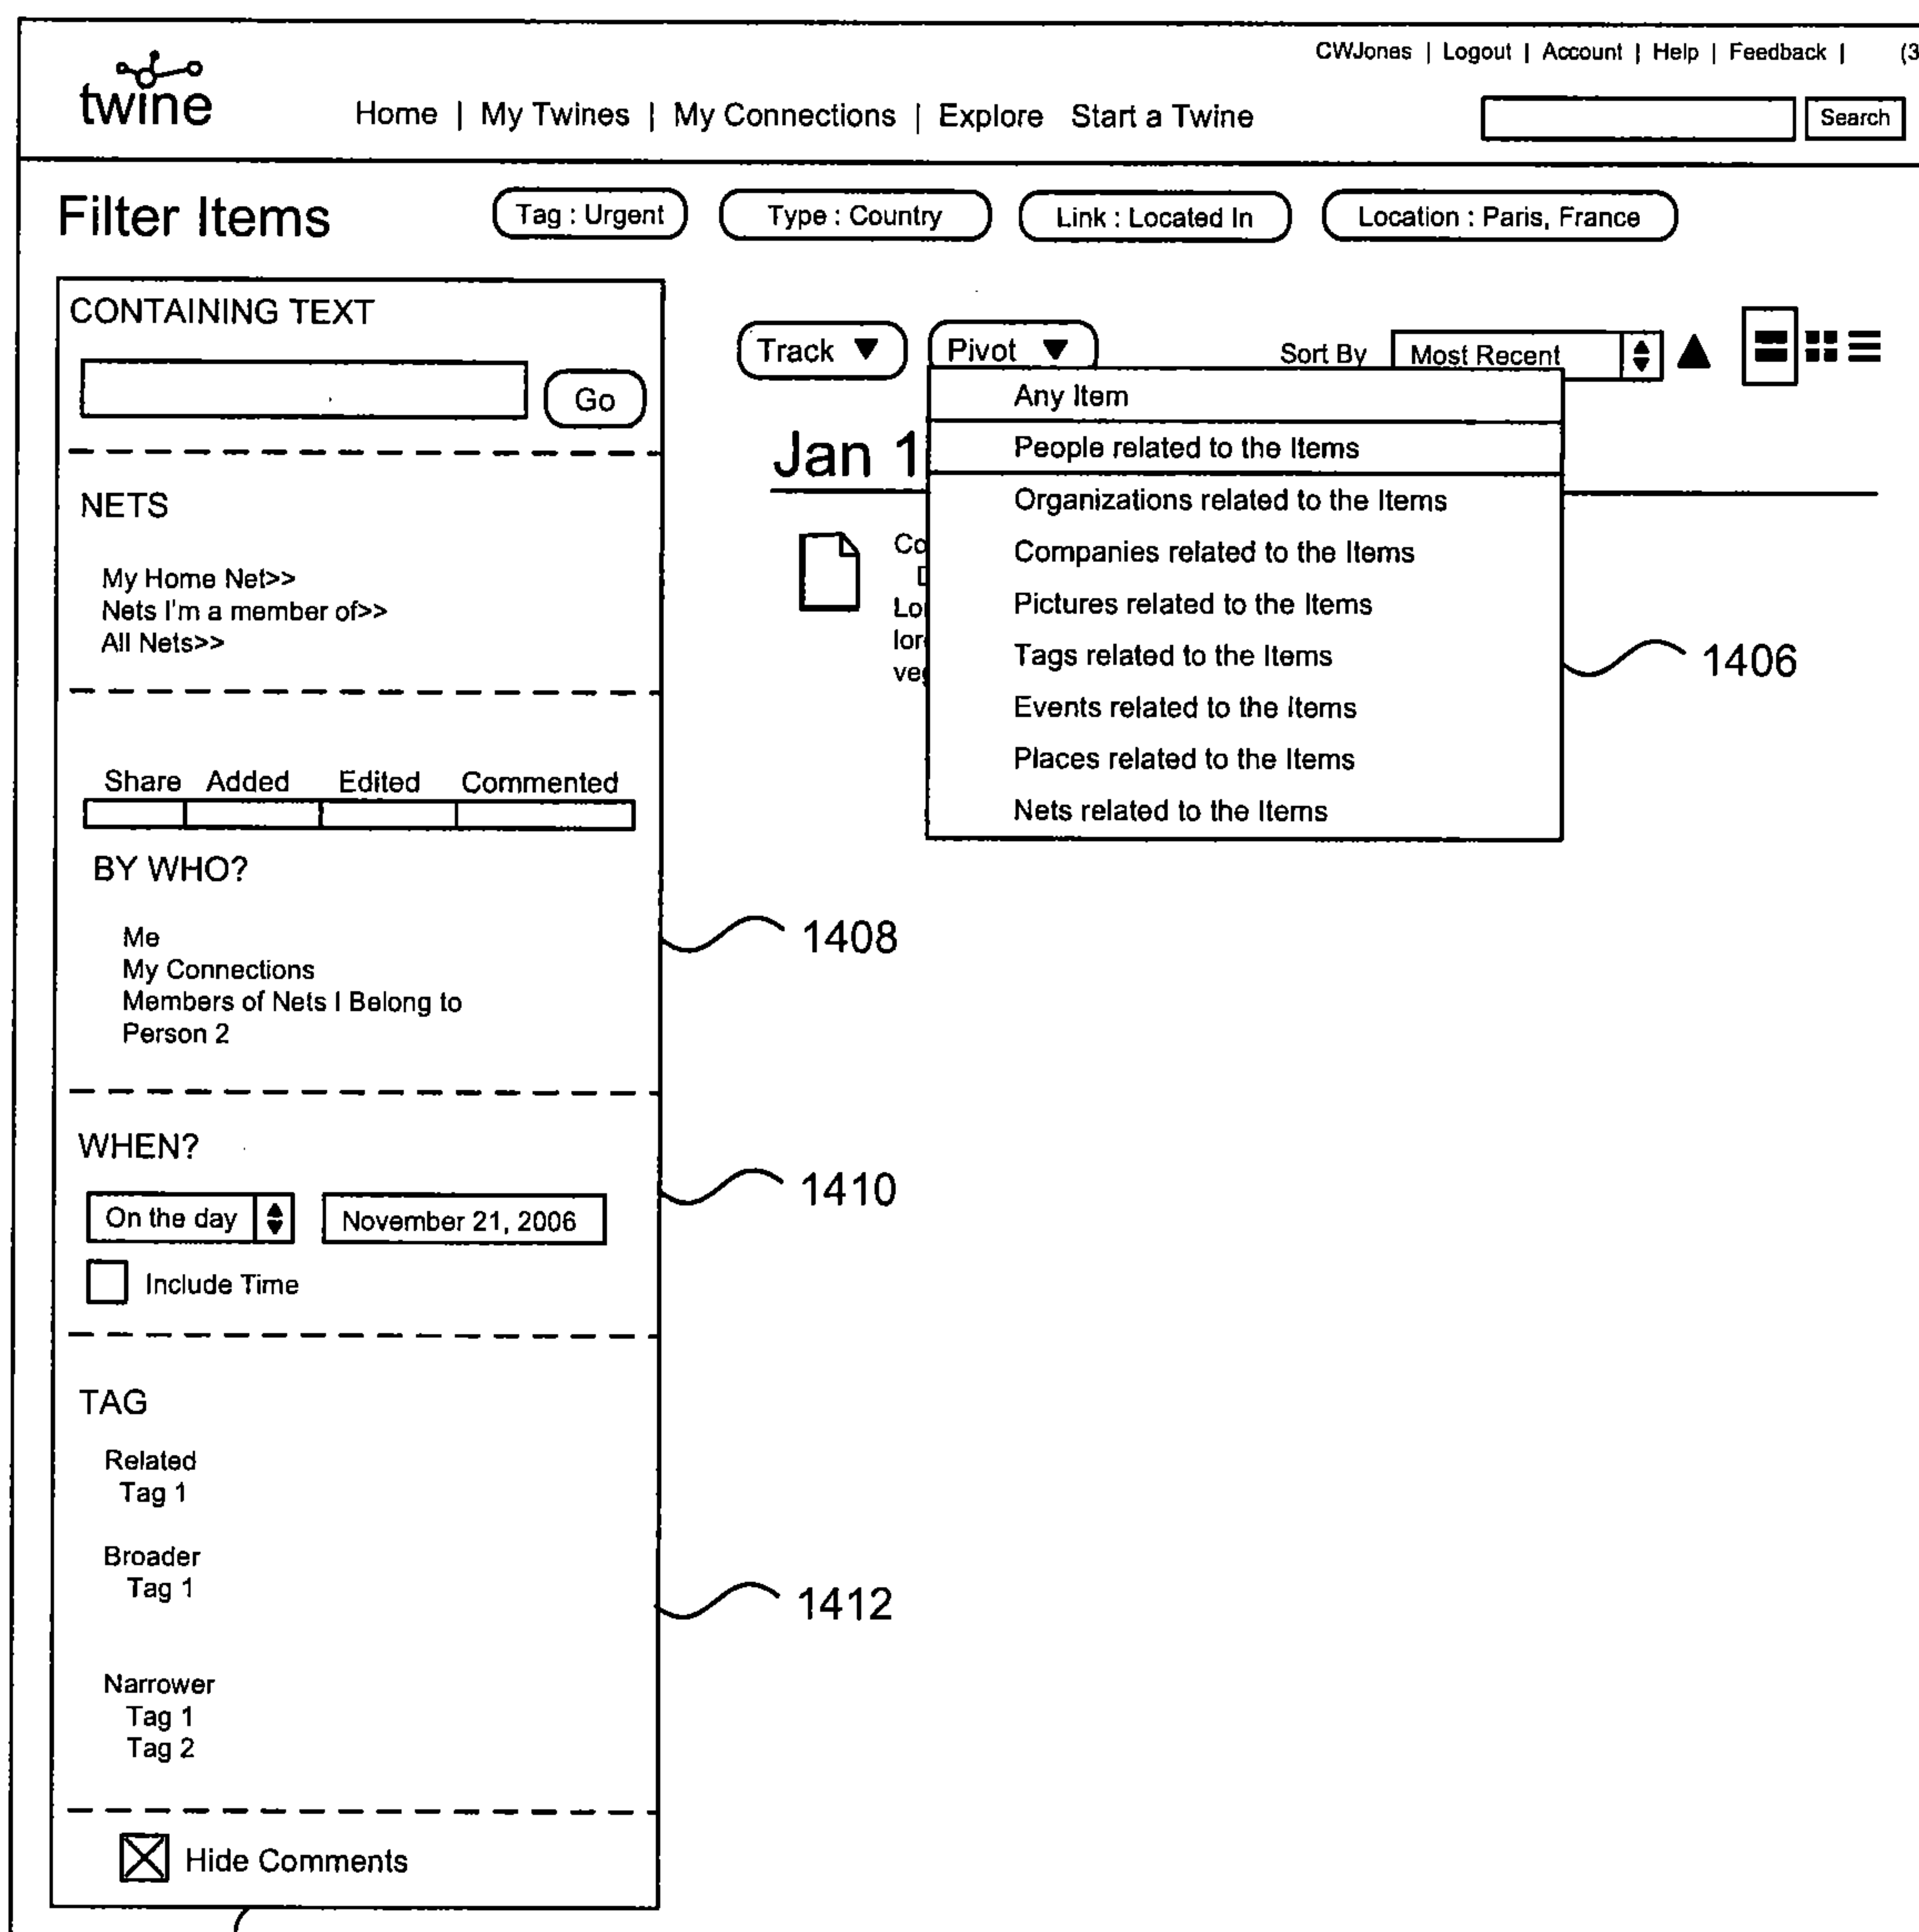 CWJones | Logout | Account | Help | Feedback | (3
twine
Home | My Twines | My Connections | Explore Start a Twine
Search
Filter Items
Tag : Urgent
Type : Country
Link : Located In
Location : Paris, France
CONTAINING TEXT
Go
NETS
My Home Net>>
Nets I'm a member of>>
All Nets>>
Share Added Edited Commented
BY WHO?
Me
My Connections
Members of Nets I Belong to
Person 2
1408
WHEN?
1410
On the day
November 21, 2006
Include Time
TAG
Related
Tag 1
Broader
Tag 1
1412
Narrower
Tag 1
Tag 2
Hide Comments
Track ▼
Pivot ▼
Sort By Most Recent
Any Item
Jan 1
People related to the Items
Organizations related to the Items
Companies related to the Items
Pictures related to the Items
Tags related to the Items
Events related to the Items
Places related to the Items
Nets related to the Items
1406
Co
Lo
lor